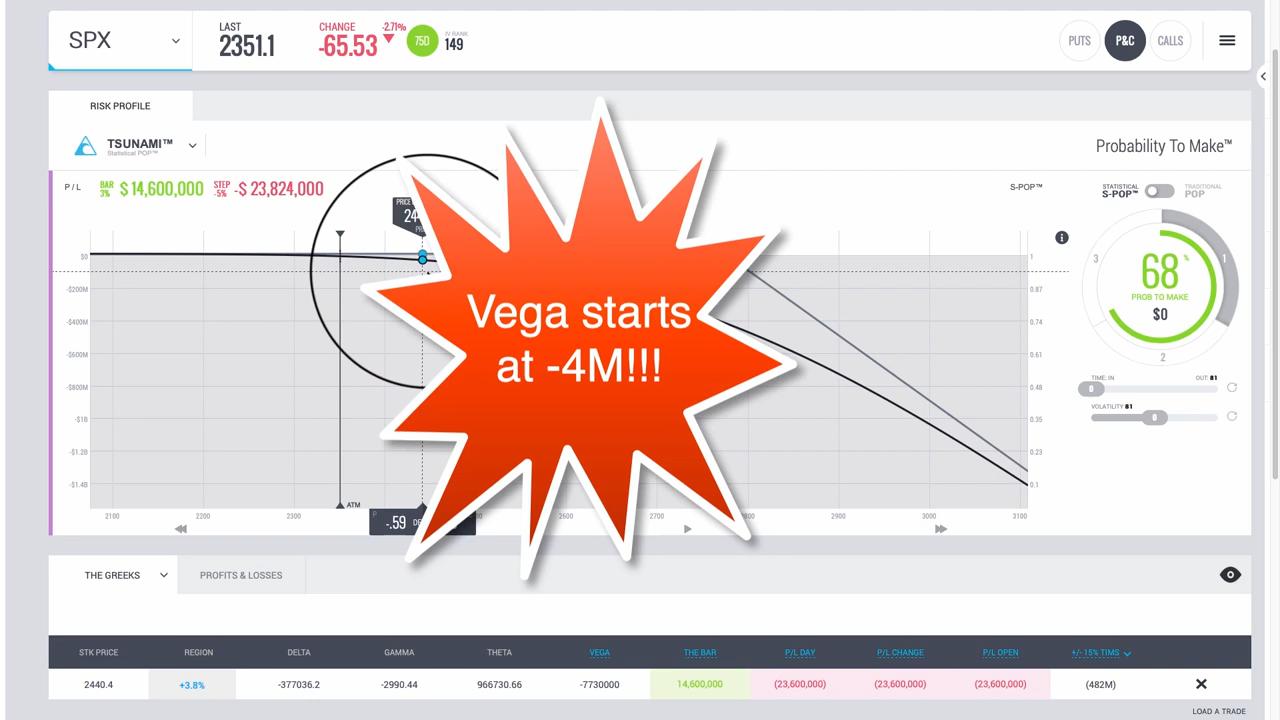 SPX
LAST
2351.1
CHANGE
-65.53
-2.71%
75D
IV RANK
149
PUTS
P&C
CALLS
RISK PROFILE
TSUNAMI™
Statistical POP™
Probability To Make™
P / L
BAR
3%
$ 14,600,000
STEP
-5%
-$ 23,824,000
S-POP™
STATISTICAL
S-POP™
TRADITIONAL
POP
$0
-$200M
-$400M
-$600M
-$800M
-$1B
-$1.2B
-$1.4B
Vega starts
at -4M!!!
1
0.87
0.74
0.61
0.48
0.35
0.23
0.1
3
1
2
68 %
PROB TO MAKE
$0
TIME: IN
OUT: 81
0
VOLATILITY 81
0
ATM
-.59
2100
2200
2300
2600
2700
2900
3000
3100
THE GREEKS
PROFITS & LOSSES
STK PRICE REGION DELTA GAMMA THETA VEGA THE BAR P/L DAY P/L CHANGE P/L OPEN +/- 15% TIMS
2440.4 +3.8% -377036.2 -2990.44 966730.66 -7730000 14,600,000 (23,600,000) (23,600,000) (23,600,000) (482M)
LOAD A TRADE